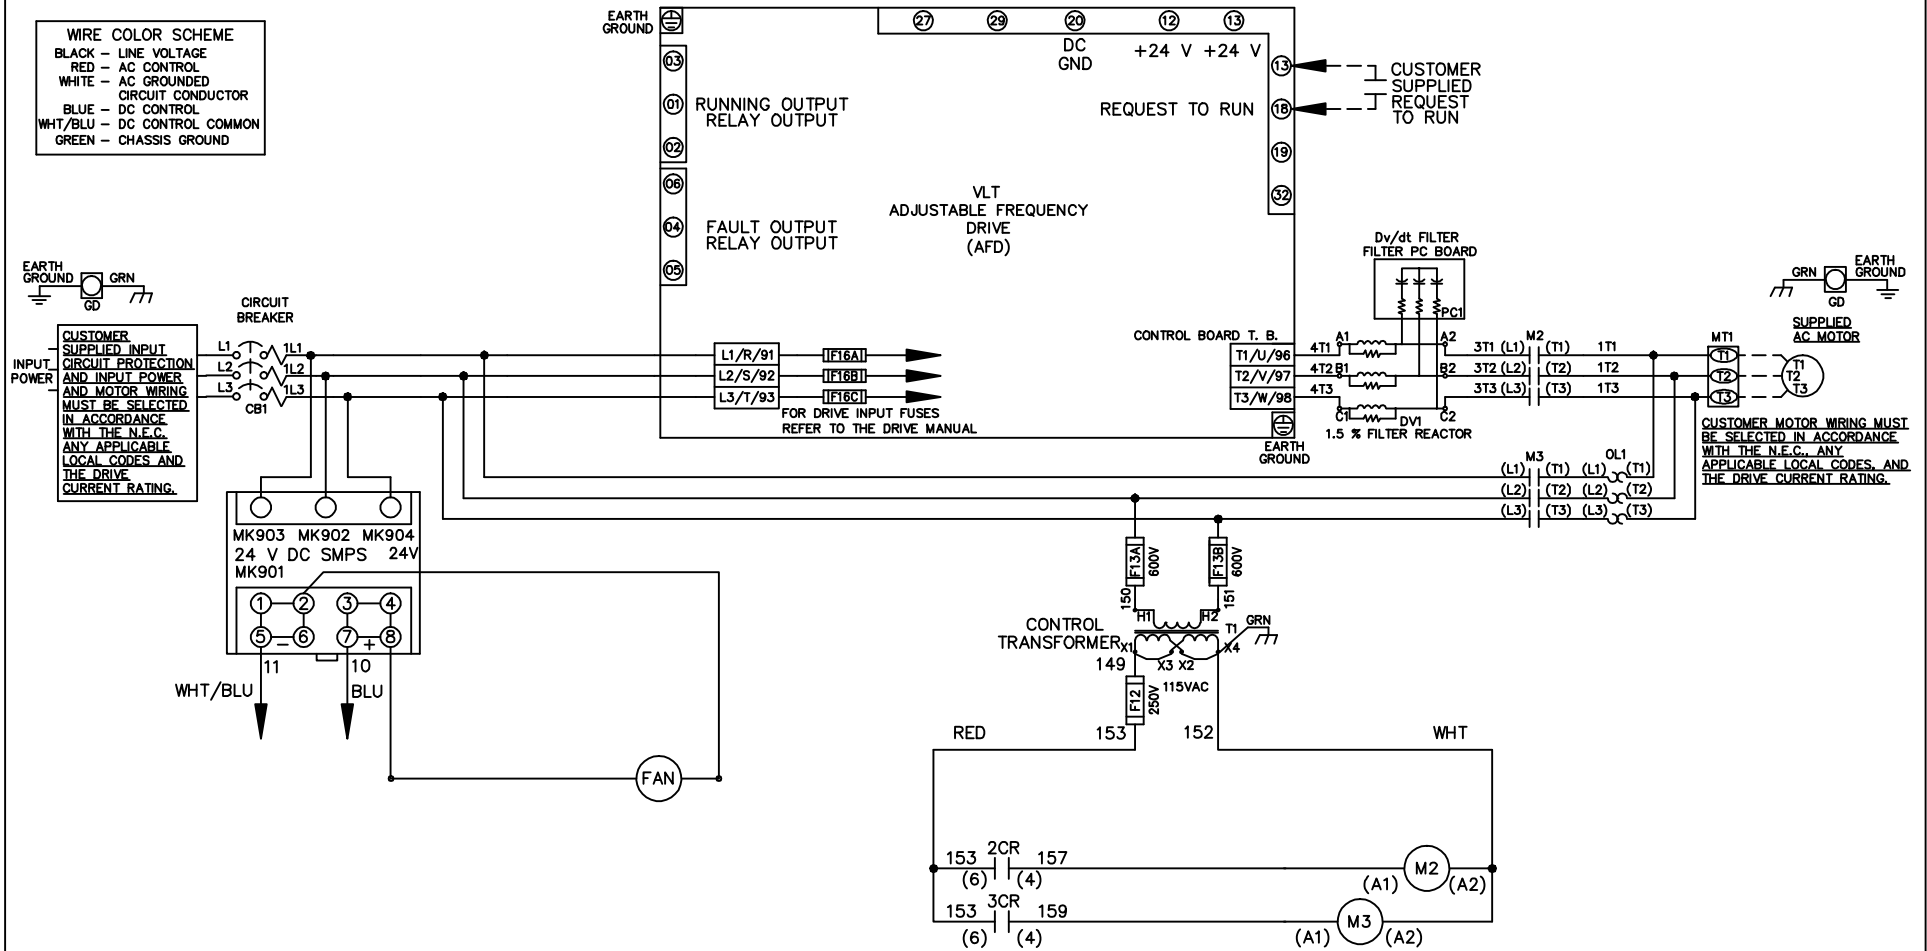 WIRE COLOR SCHEME
BLACK – LINE VOLTAGE
RED – AC CONTROL
WHITE – AC GROUNDED
CIRCUIT CONDUCTOR
BLUE – DC CONTROL
WHT/BLU – DC CONTROL COMMON
GREEN – CHASSIS GROUND
EARTH
GROUND
27
29
20
12
13
DC
GND
+24 V
+24 V
03
01
02
RUNNING OUTPUT
RELAY OUTPUT
06
04
05
FAULT OUTPUT
RELAY OUTPUT
VLT
ADJUSTABLE FREQUENCY
DRIVE
(AFD)
REQUEST TO RUN
13
18
19
32
CUSTOMER
SUPPLIED
REQUEST
TO RUN
EARTH
GROUND
GRN
GD
CIRCUIT
BREAKER
INPUT
POWER
CUSTOMER
SUPPLIED INPUT
CIRCUIT PROTECTION
AND INPUT POWER
AND MOTOR WIRING
MUST BE SELECTED
IN ACCORDANCE
WITH THE N.E.C.
ANY APPLICABLE
LOCAL CODES AND
THE DRIVE
CURRENT RATING.
L1
L2
L3
1L1
1L2
1L3
CB1
L1/R/91
L2/S/92
L3/T/93
F16A
F16B
F16C
FOR DRIVE INPUT FUSES
REFER TO THE DRIVE MANUAL
CONTROL BOARD T. B.
T1/U/96
T2/V/97
T3/W/98
EARTH
GROUND
4T1
4T2
4T3
A1
B1
C1
A2
B2
C2
Dv/dt FILTER
FILTER PC BOARD
PC1
DV1
1.5 % FILTER REACTOR
M2
3T1 (L1) (T1) 1T1
3T2 (L2) (T2) 1T2
3T3 (L3) (T3) 1T3
MT1
T1
T2
T3
T1
T2
T3
GRN
GD
EARTH
GROUND
SUPPLIED
AC MOTOR
CUSTOMER MOTOR WIRING MUST
BE SELECTED IN ACCORDANCE
WITH THE N.E.C., ANY
APPLICABLE LOCAL CODES, AND
THE DRIVE CURRENT RATING.
M3
OL1
(L1) (T1) (L1) (T1)
(L2) (T2) (L2) (T2)
(L3) (T3) (L3) (T3)
MK903 MK902 MK904
24 V DC SMPS 24V
MK901
1 2 3 4
5 – 6 7 + 8
11
10
WHT/BLU
BLU
FAN
F13A
600V
F13B
600V
150
151
H1
H2
CONTROL
TRANSFORMER
T1
GRN
X1
X3 X2
X4
149
115VAC
F12
250V
153
152
RED
WHT
153 2CR 157
(6) (4)
M2
(A1) (A2)
153 3CR 159
(6) (4)
M3
(A1) (A2)